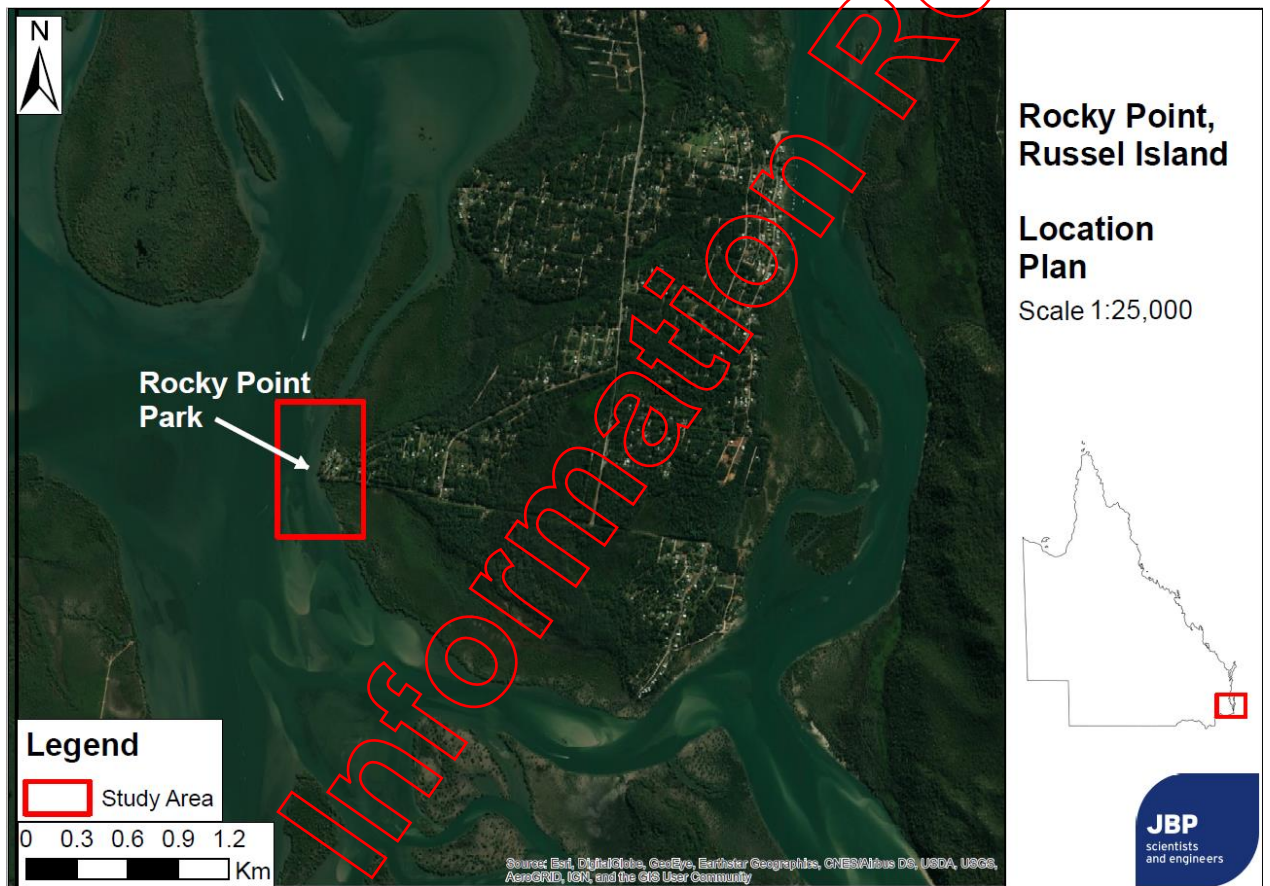 N
Rocky Point,
Russel Island
Location
Plan
Scale 1:25,000
Rocky Point
Park
Legend
Study Area
0 0.3 0.6 0.9 1.2
Km
Information R
Source: Esri, DigitalGlobe, GeoEye, Earthstar Geographics, CNES/Airbus DS, USDA, USGS,
AeroGRID, IGN, and the GIS User Community
JBP
scientists
and engineers